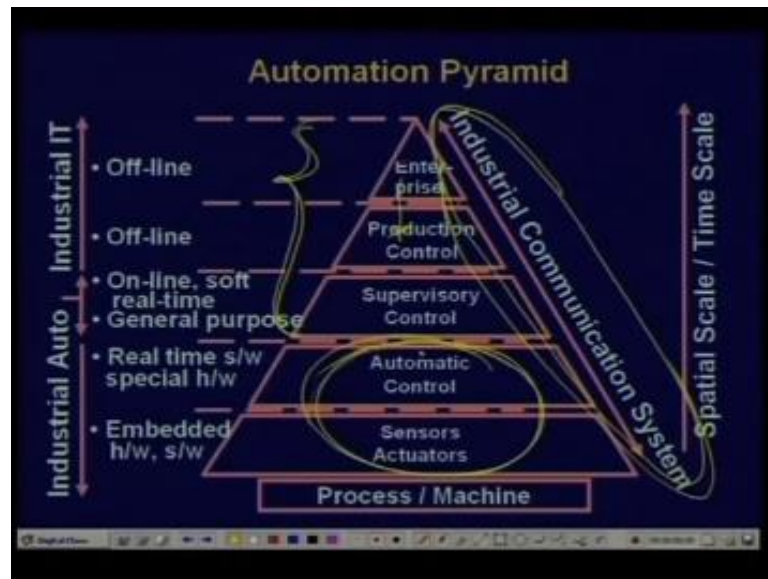 Automation Pyramid
Industrial IT
• Off-line
• Off-line
• On-line, soft
real-time
• General purpose
Industrial Auto
• Real time s/w
special h/w
• Embedded
h/w, s/w
Enter-
prise
Production
Control
Supervisory
Control
Automatic
Control
Sensors
Actuators
Process / Machine
Industrial Communication System
Spatial Scale / Time Scale